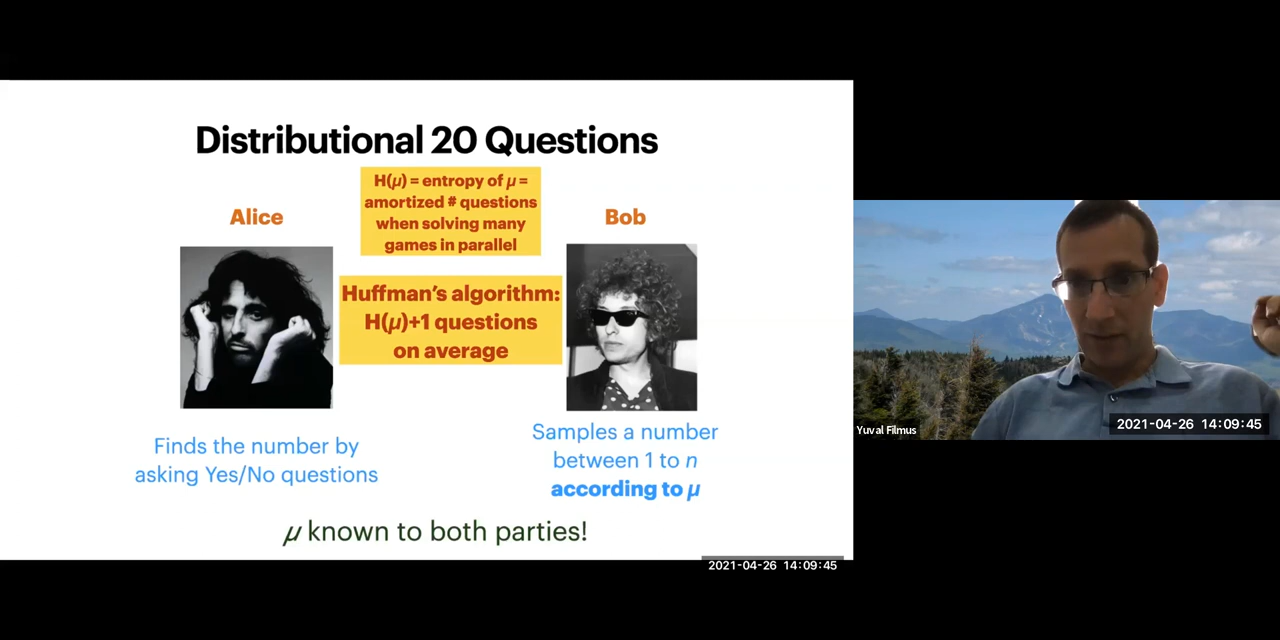 Distributional 20 Questions
H(μ) = entropy of μ =
amortized # questions
when solving many
games in parallel
Alice
Bob
Huffman's algorithm:
H(μ)+1 questions
on average
Finds the number by
asking Yes/No questions
Samples a number
between 1 to n
according to μ
μ known to both parties!
2021-04-26 14:09:45
Yuval Filmus
2021-04-26 14:09:45